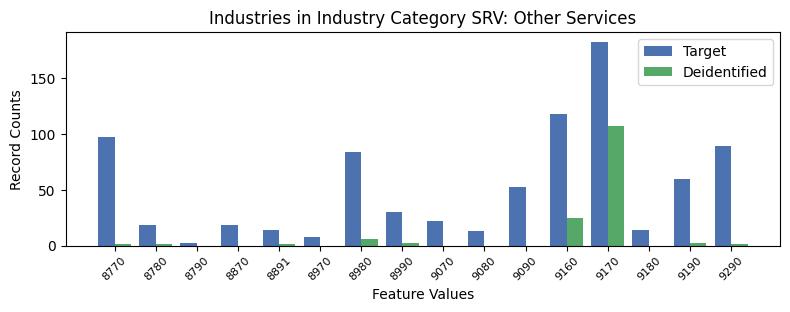 Industries in Industry Category SRV: Other Services
Target
Deidentified
Record Counts
150
100
50
0
8770 8780 8790 8870 8891 8970 8980 8990 9070 9080 9090 9160 9170 9180 9190 9290
Feature Values